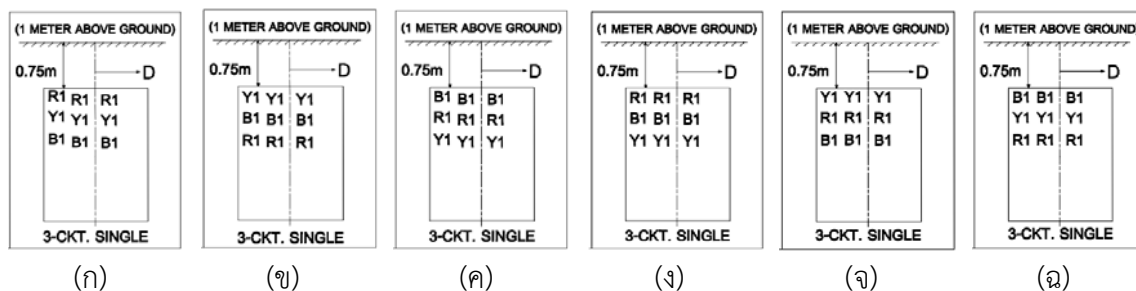 (1 METER ABOVE GROUND)
0.75m
D
R1 R1 R1
Y1 Y1 Y1
B1 B1 B1
3-CKT. SINGLE
(ก)
(1 METER ABOVE GROUND)
0.75m
D
Y1 Y1 Y1
B1 B1 B1
R1 R1 R1
3-CKT. SINGLE
(ข)
(1 METER ABOVE GROUND)
0.75m
D
B1 B1 B1
R1 R1 R1
Y1 Y1 Y1
3-CKT. SINGLE
(ค)
(1 METER ABOVE GROUND)
0.75m
D
R1 R1 R1
B1 B1 B1
Y1 Y1 Y1
3-CKT. SINGLE
(ง)
(1 METER ABOVE GROUND)
0.75m
D
Y1 Y1 Y1
R1 R1 R1
B1 B1 B1
3-CKT. SINGLE
(จ)
(1 METER ABOVE GROUND)
0.75m
D
B1 B1 B1
Y1 Y1 Y1
R1 R1 R1
3-CKT. SINGLE
(ฉ)